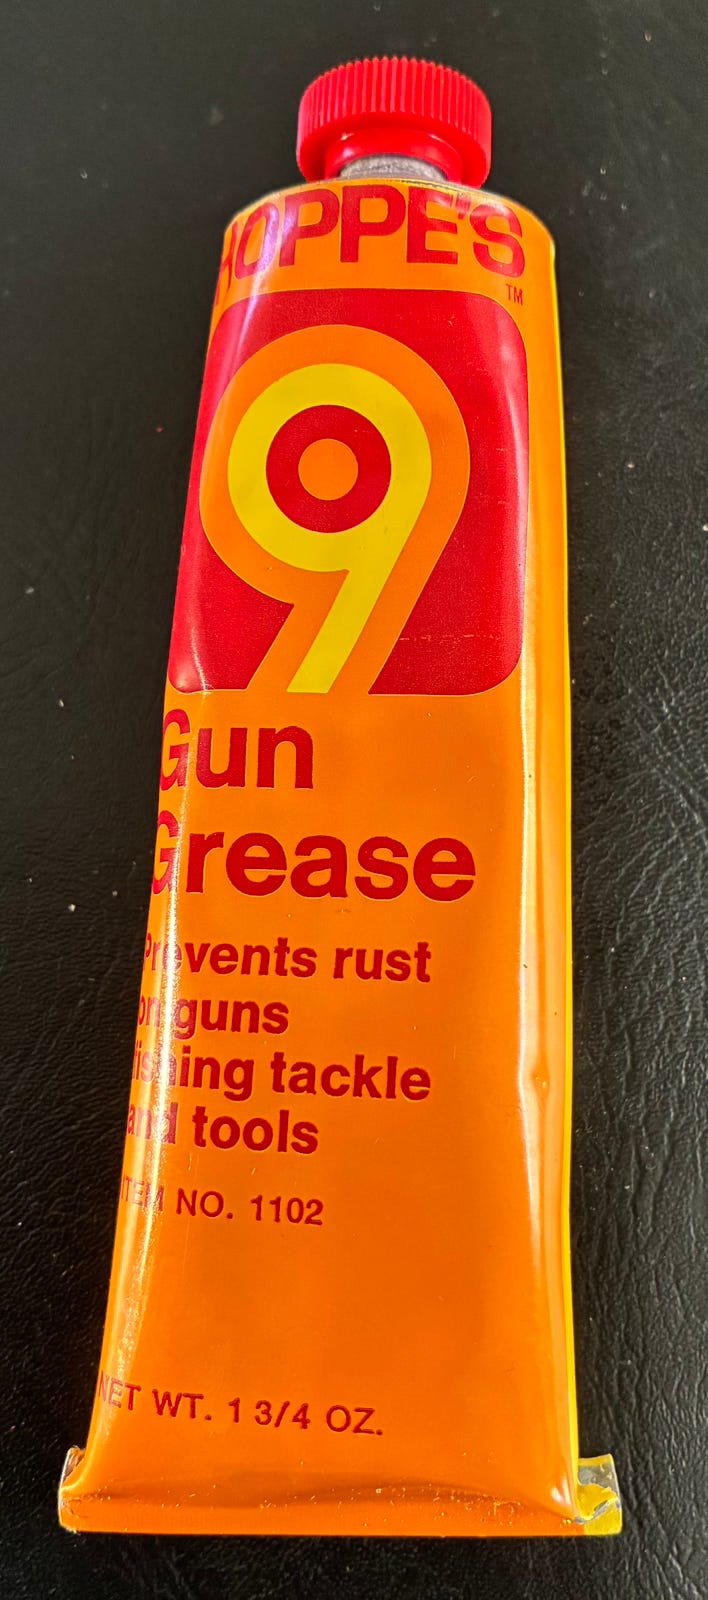 HOPPE'S
TM
9
Gun
Grease
Prevents rust
on guns
fishing tackle
and tools
ITEM NO. 1102
NET WT. 1 3/4 OZ.